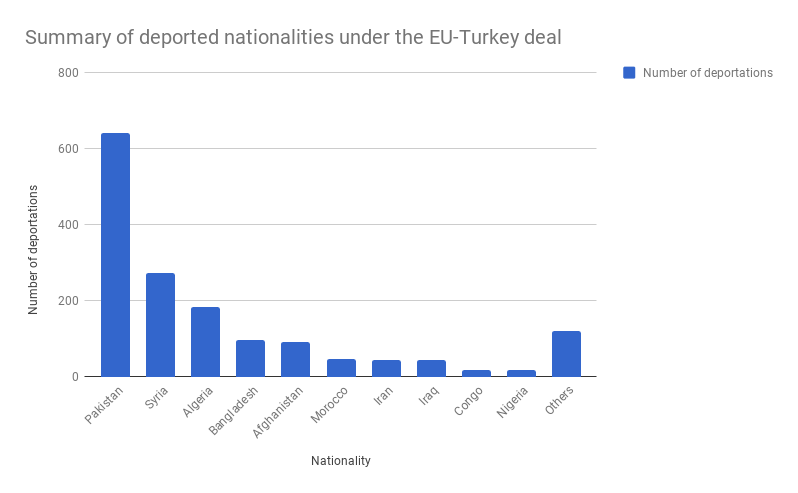 Summary of deported nationalities under the EU-Turkey deal
Number of deportations
Number of deportations
800
600
400
200
0
Pakistan
Syria
Algeria
Bangladesh
Afghanistan
Morocco
Iran
Iraq
Congo
Nigeria
Others
Nationality